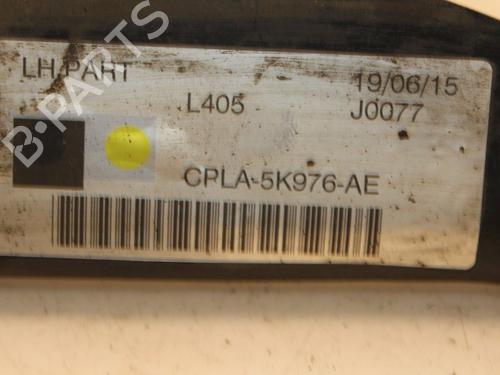 LH PART
19/06/15
L405
J0077
CPLA-5K976-AE
B-PARTS